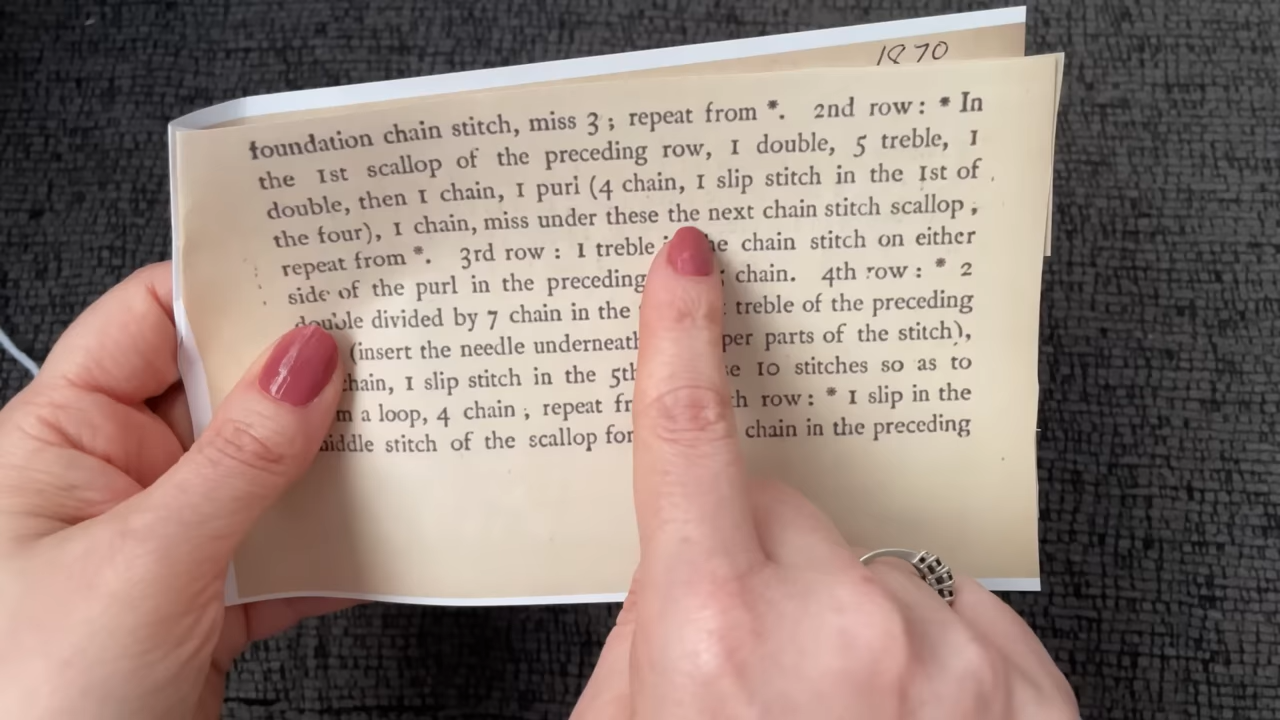 1870
foundation chain stitch, miss 3 ; repeat from *. 2nd row : * In
the 1st scallop of the preceding row, 1 double, 5 treble, 1
double, then 1 chain, 1 purl (4 chain, 1 slip stitch in the 1st of
the four), 1 chain, miss under these the next chain stitch scallop ;
repeat from *. 3rd row : 1 treble chain stitch on either
side of the purl in the preceding chain. 4th row : * 2
double divided by 7 chain in the treble of the preceding
(insert the needle underneath parts of the stitch),
chain, 1 slip stitch in the 5th 10 stitches so as to
a loop, 4 chain ; repeat row : * 1 slip in the
middle stitch of the scallop chain in the preceding